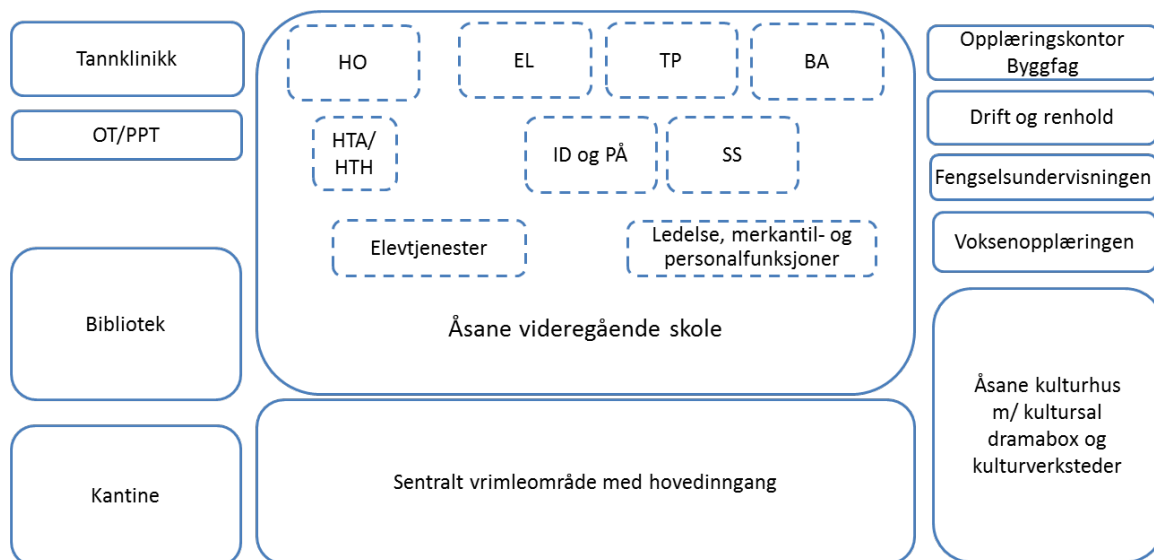 Tannklinikk
OT/PPT
Bibliotek
Kantine
HO
EL
TP
BA
HTA/
HTH
ID og PÅ
SS
Elevtjenester
Ledelse, merkantil- og
personalfunksjoner
Åsane videregående skole
Sentralt vrimleområde med hovedinngang
Opplæringskontor
Byggfag
Drift og renhold
Fengselsundervisningen
Voksenopplæringen
Åsane kulturhus
m/ kultursal
dramabox og
kulturverksteder